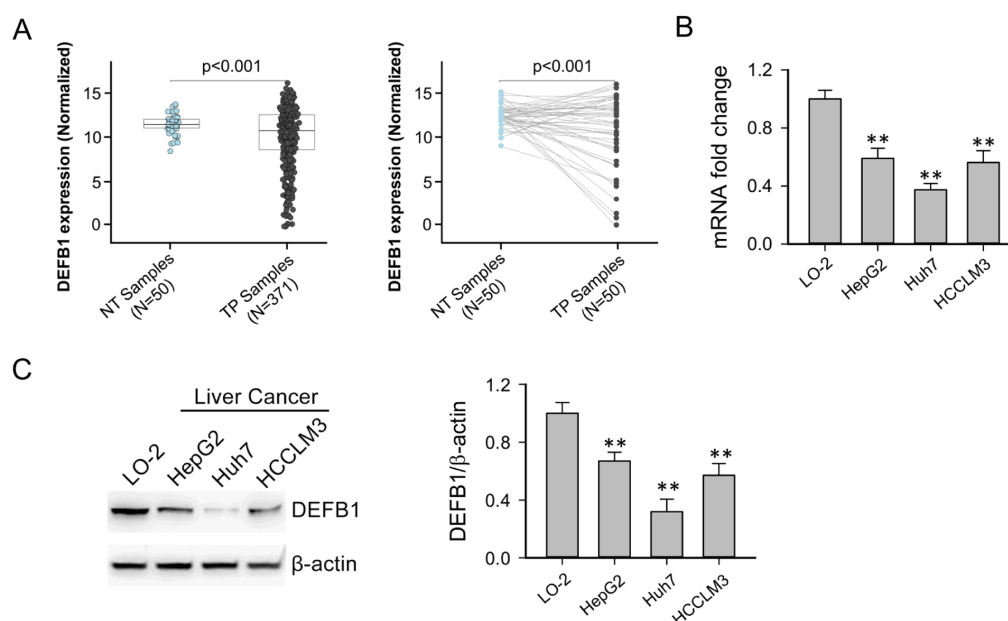 A
DEFB1 expression (Normalized)
15
10
5
0
p<0.001
NT Samples
(N=50)
TP Samples
(N=371)
DEFB1 expression (Normalized)
15
10
5
0
p<0.001
NT Samples
(N=50)
TP Samples
(N=50)
B
mRNA fold change
1.2
0.8
0.4
0.0
**
**
**
LO-2
HepG2
Huh7
HCCLM3
C
Liver Cancer
LO-2
HepG2
Huh7
HCCLM3
DEFB1
β-actin
DEFB1/β-actin
1.2
0.8
0.4
0.0
**
**
**
LO-2
HepG2
Huh7
HCCLM3